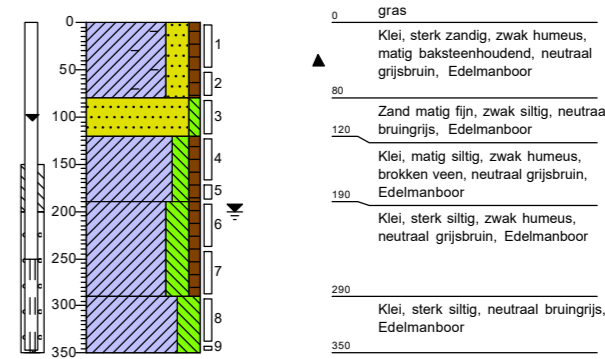 gras
0
0
Klei, sterk zandig, zwak humeus,
matig baksteenhoudend, neutraal
grijsbruin, Edelmanboor
1
50
2
80
100
3
Zand matig fijn, zwak siltig, neutraa
bruingrijs, Edelmanboor
120
150
4
Klei, matig siltig, zwak humeus,
brokken veen, neutraal grijsbruin,
Edelmanboor
5
190
200
6
Klei, sterk siltig, zwak humeus,
neutraal grijsbruin, Edelmanboor
250
7
290
300
8
Klei, sterk siltig, neutraal bruingrijs,
Edelmanboor
350
9
350